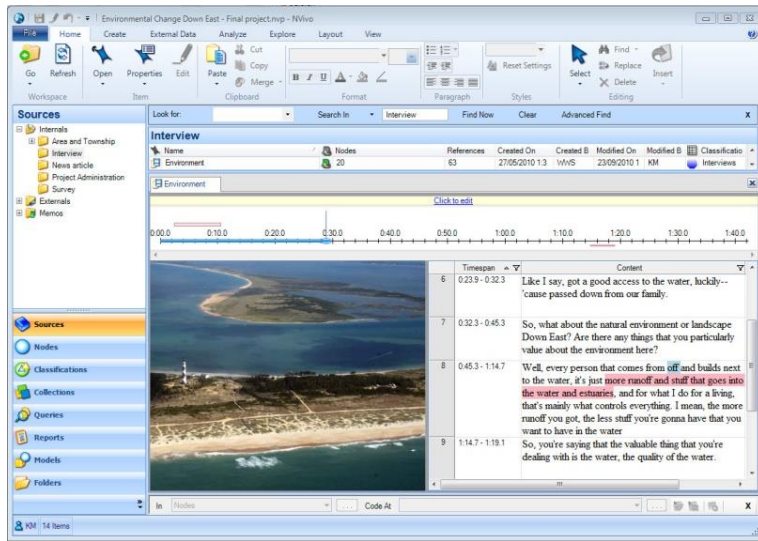 Environmental Change Down East - Final project.nvp - NVivo
File Home Create External Data Analyze Explore Layout View
Go Refresh Open Properties Edit Paste Cut Copy Merge
B I U A
Reset Settings
Select Find Replace Delete Insert
Workspace Item Clipboard Format Paragraph Styles Editing
Sources
Internals
Area and Township
Interview
News article
Project Administration
Survey
Externals
Memos
Sources
Nodes
Classifications
Collections
Queries
Reports
Models
Folders
Look for: Search In Interview Find Now Clear Advanced Find X
Interview
Name Nodes References Created On Created B Modified On Modified B Classificatio
Environment 20 63 27/05/2010 1:3 WWS 23/09/2010 1 KM Interviews
Environment
Click to edit
0:00.0 0:10.0 0:20.0 0:30.0 0:40.0 0:50.0 1:00.0 1:10.0 1:20.0 1:30.0 1:40.0
Timespan Content
6 0:23.9 - 0:32.3 Like I say, got a good access to the water, luckily--
'cause passed down from our family.
7 0:32.3 - 0:45.3 So, what about the natural environment or landscape
Down East? Are there any things that you particularly
value about the environment here?
8 0:45.3 - 1:14.7 Well, every person that comes from off and builds next
to the water, it's just more runoff and stuff that goes into
the water and estuaries, and for what I do for a living,
that's mainly what controls everything. I mean, the more
runoff you got, the less stuff you're gonna have that you
want to have in the water
9 1:14.7 - 1:19.1 So, you're saying that the valuable thing that you're
dealing with is the water, the quality of the water.
In Nodes ... Code At ... X
KM 14 Items